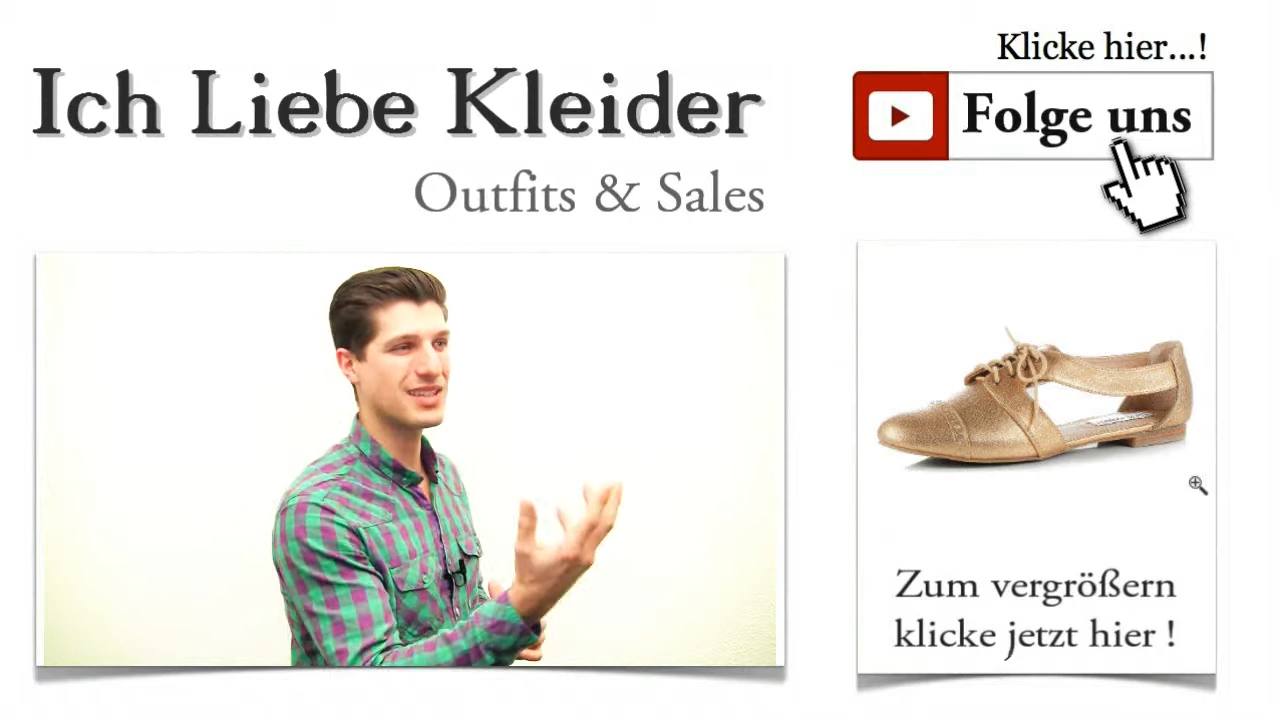 Ich Liebe Kleider
Outfits & Sales
Klicke hier...!
Folge uns
Zum vergrößern
klicke jetzt hier !